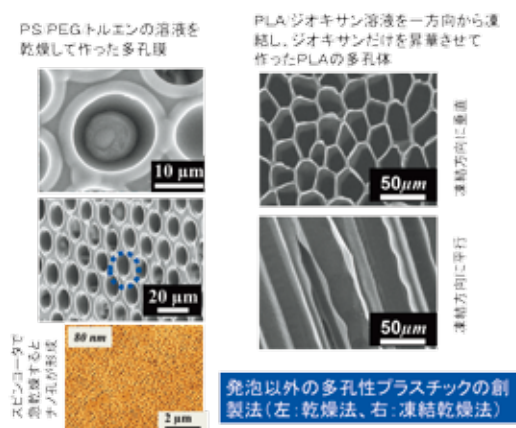 PS/PEGトルエンの溶液を
乾燥して作った多孔膜
10 μm
20 μm
スピンコータで
急乾燥すると
ナノ孔が形成
80 nm
2 μm
PLA/ジオキサン溶液を一方向から凍
結し、ジオキサンだけを昇華させて
作ったPLAの多孔体
50μm
凍結方向に垂直
50μm
凍結方向に平行
発泡以外の多孔性プラスチックの創
製法(左:乾燥法、右:凍結乾燥法)